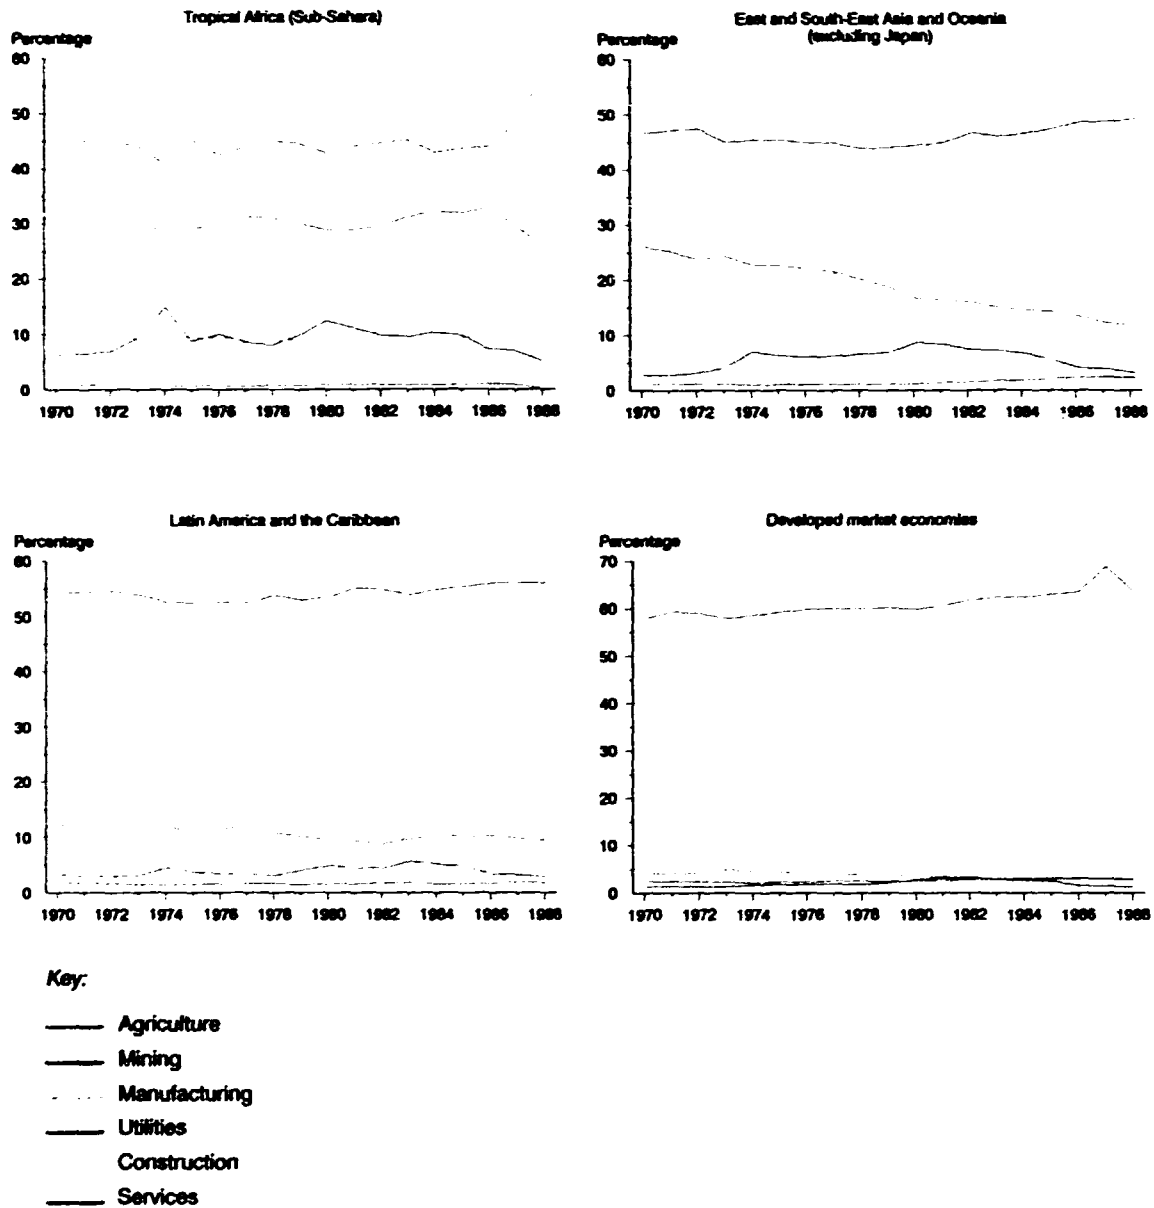 Tropical Africa (Sub-Sahara)
Percentage
60
50
40
30
20
10
0
1970 1972 1974 1976 1978 1980 1982 1984 1986 1988
East and South-East Asia and Oceania
(excluding Japan)
Percentage
60
50
40
30
20
10
0
1970 1972 1974 1976 1978 1980 1982 1984 1986 1988
Latin America and the Caribbean
Percentage
60
50
40
30
20
10
0
1970 1972 1974 1976 1978 1980 1982 1984 1986 1988
Developed market economies
Percentage
70
60
50
40
30
20
10
0
1970 1972 1974 1976 1978 1980 1982 1984 1986 1988
Key:
Agriculture
Mining
Manufacturing
Utilities
Construction
Services